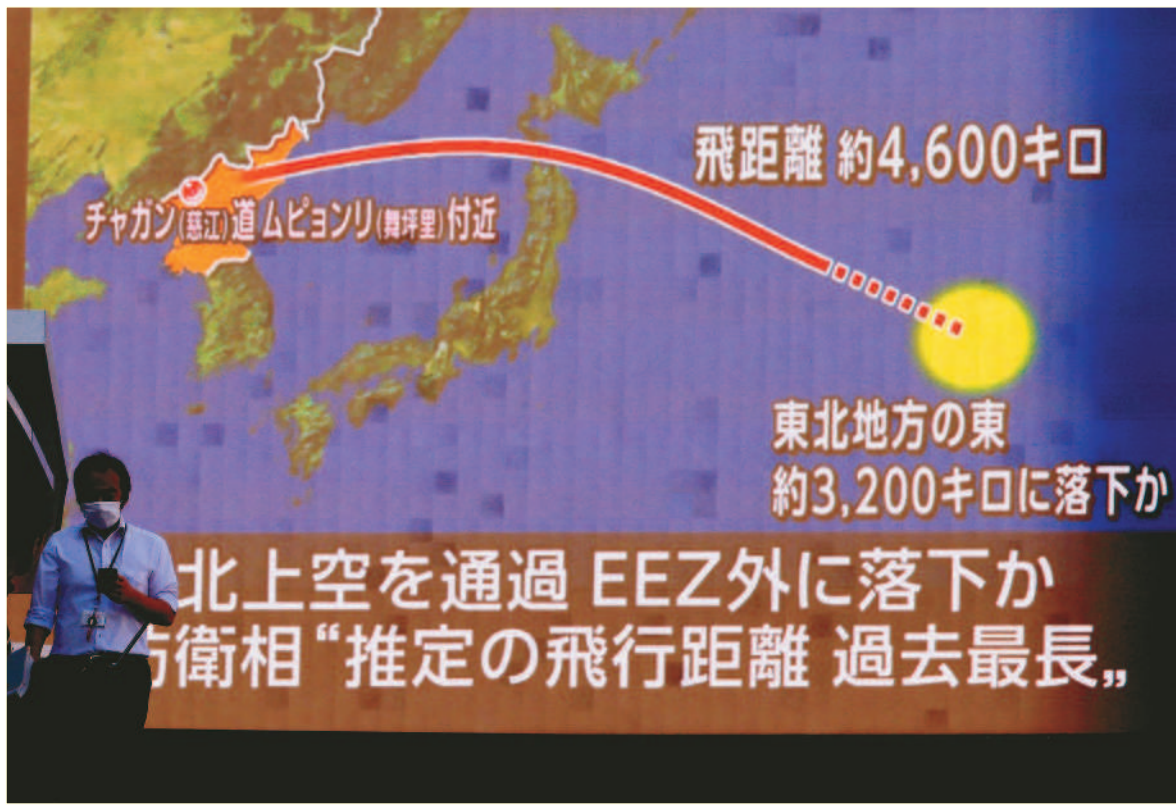 飛距離 約4,600キロ
チャガン(慈江)道 ムピョンリ(舞坪里)付近
東北地方の東
約3,200キロに落下か
北上空を通過 EEZ外に落下か
衛相“推定の飛行距離 過去最長„